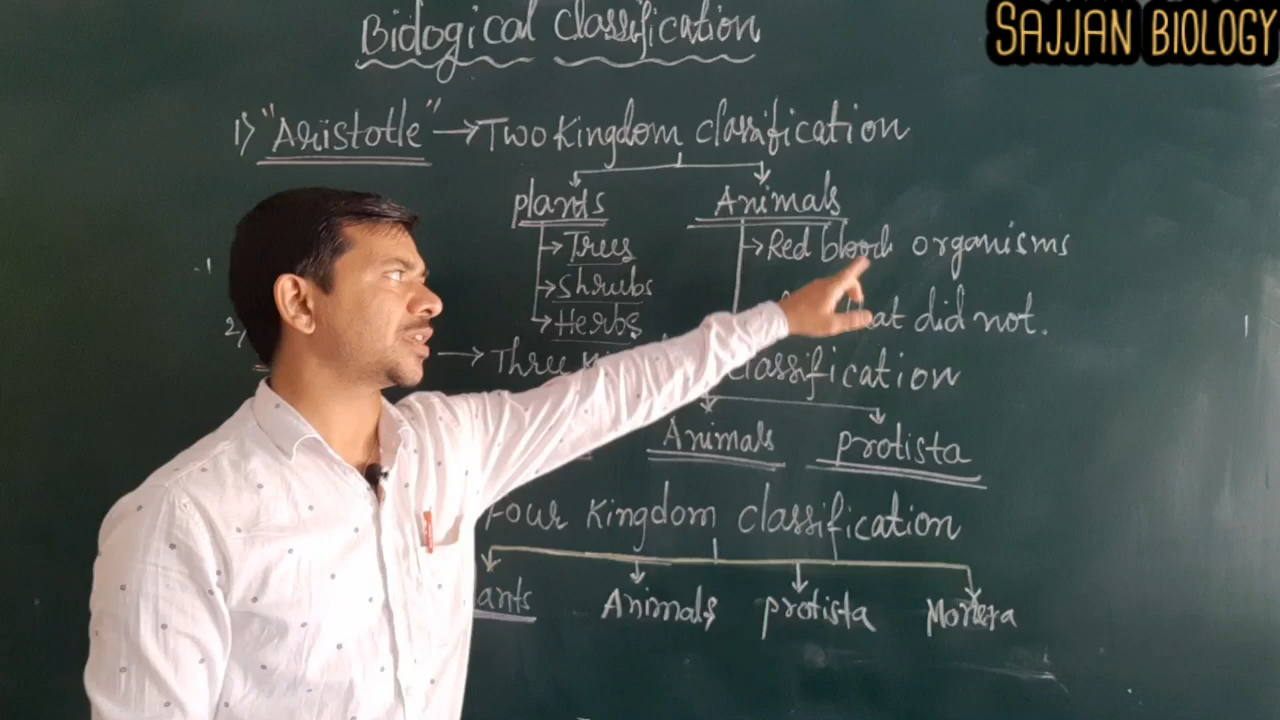 SAJJAN BIOLOGY
Biological classification
1) "Aristotle" → Two Kingdom classification
plants Animals
→ Trees → Red blood organisms
→ Shrubs
→ Herbs that did not.
2) → Three classification
Animals protista
Four Kingdom classification
ants Animals protista Monera